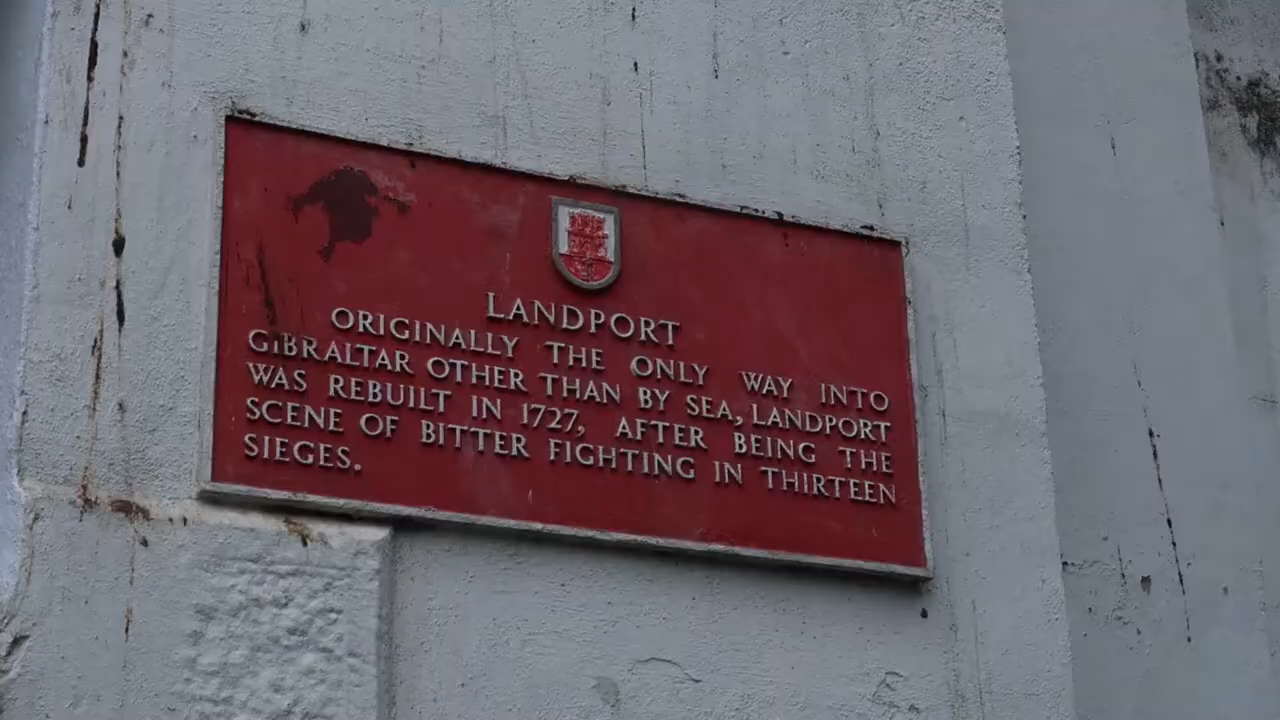 LANDPORT
ORIGINALLY THE ONLY WAY INTO
GIBRALTAR OTHER THAN BY SEA, LANDPORT
WAS REBUILT IN 1727, AFTER BEING THE
SCENE OF BITTER FIGHTING IN THIRTEEN
SIEGES.